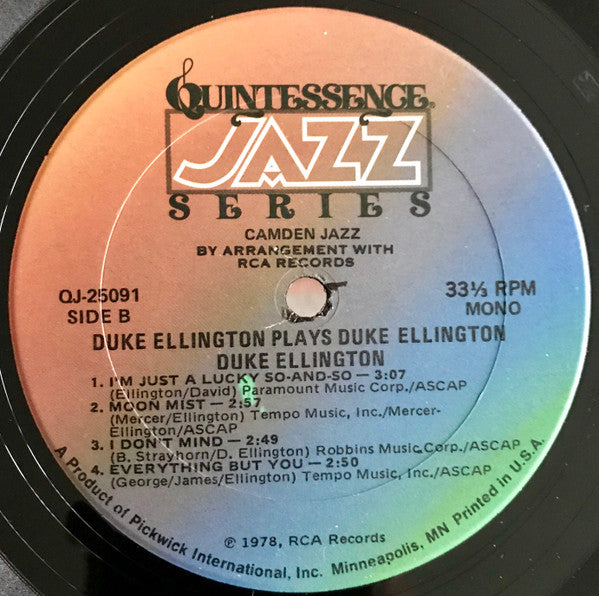 QUINTESSENCE®
JAZZ
SERIES
CAMDEN JAZZ
BY ARRANGEMENT WITH
RCA RECORDS
QJ-25091
SIDE B
33⅓ RPM
MONO
DUKE ELLINGTON PLAYS DUKE ELLINGTON
DUKE ELLINGTON
1. I'M JUST A LUCKY SO-AND-SO — 3:07
(Ellington/David) Paramount Music Corp./ASCAP
2. MOON MIST — 2:57
(Mercer/Ellington) Tempo Music, Inc./Mercer-
Ellington/ASCAP
3. I DON'T MIND — 2:49
(B. Strayhorn/D. Ellington) Robbins Music Corp./ASCAP
4. EVERYTHING BUT YOU — 2:50
(George/James/Ellington) Tempo Music, Inc./ASCAP
℗ 1978, RCA Records
A Product of Pickwick International, Inc. Minneapolis, MN Printed in U.S.A.